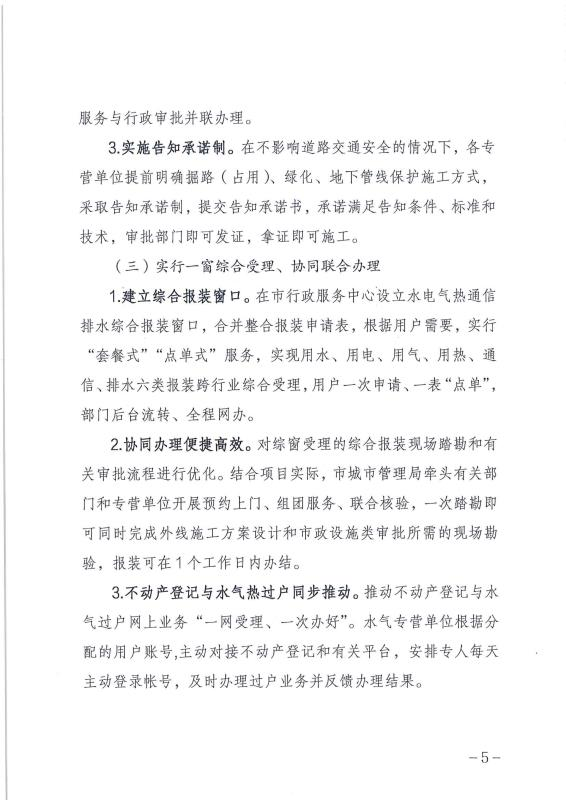 服务与行政审批并联办理。
3.实施告知承诺制。在不影响道路交通安全的情况下，各专
营单位提前明确掘路（占用）、绿化、地下管线保护施工方式，
采取告知承诺制，提交告知承诺书，承诺满足告知条件、标准和
技术，审批部门即可发证，拿证即可施工。
（三）实行一窗综合受理、协同联合办理
1.建立综合报装窗口。在市行政服务中心设立水电气热通信
排水综合报装窗口，合并整合报装申请表，根据用户需要，实行
“套餐式”“点单式”服务，实现用水、用电、用气、用热、通
信、排水六类报装跨行业综合受理，用户一次申请、一表“点单”，
部门后台流转、全程网办。
2.协同办理便捷高效。对综窗受理的综合报装现场踏勘和有
关审批流程进行优化。结合项目实际，市城市管理局牵头有关部
门和专营单位开展预约上门、组团服务、联合核验，一次踏勘即
可同时完成外线施工方案设计和市政设施类审批所需的现场勘
验，报装可在1个工作日内办结。
3.不动产登记与水气热过户同步推动。推动不动产登记与水
气过户网上业务“一网受理、一次办好”。水气专营单位根据分
配的用户账号,主动对接不动产登记和有关平台，安排专人每天
主动登录帐号，及时办理过户业务并反馈办理结果。
-5-